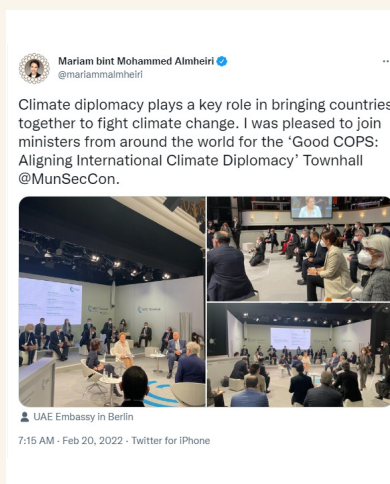 Mariam bint Mohammed Almheiri
@mariammalmheiri
Climate diplomacy plays a key role in bringing countries
together to fight climate change. I was pleased to join
ministers from around the world for the ‘Good COPS:
Aligning International Climate Diplomacy’ Townhall
@MunSecCon.
UAE Embassy in Berlin
7:15 AM · Feb 20, 2022 · Twitter for iPhone